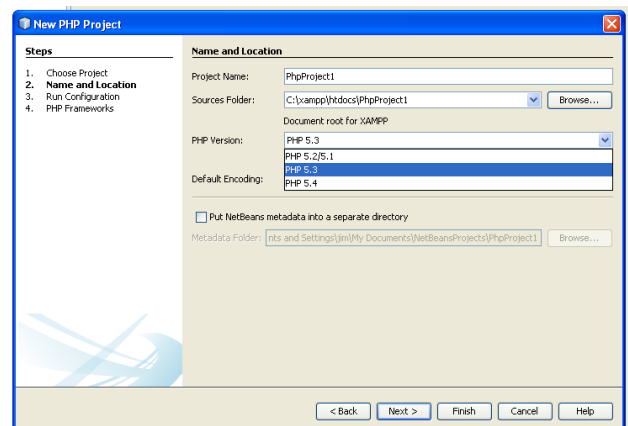 New PHP Project
Steps
1. Choose Project
2. Name and Location
3. Run Configuration
4. PHP Frameworks
Name and Location
Project Name: PhpProject1
Sources Folder: C:\xampp\htdocs\PhpProject1 Browse...
Document root for XAMPP
PHP Version: PHP 5.3
PHP 5.2/5.1
PHP 5.3
PHP 5.4
Default Encoding:
Put NetBeans metadata into a separate directory
Metadata Folder: nts and Settings\jim\My Documents\NetBeansProjects\PhpProject1 Browse...
< Back Next > Finish Cancel Help